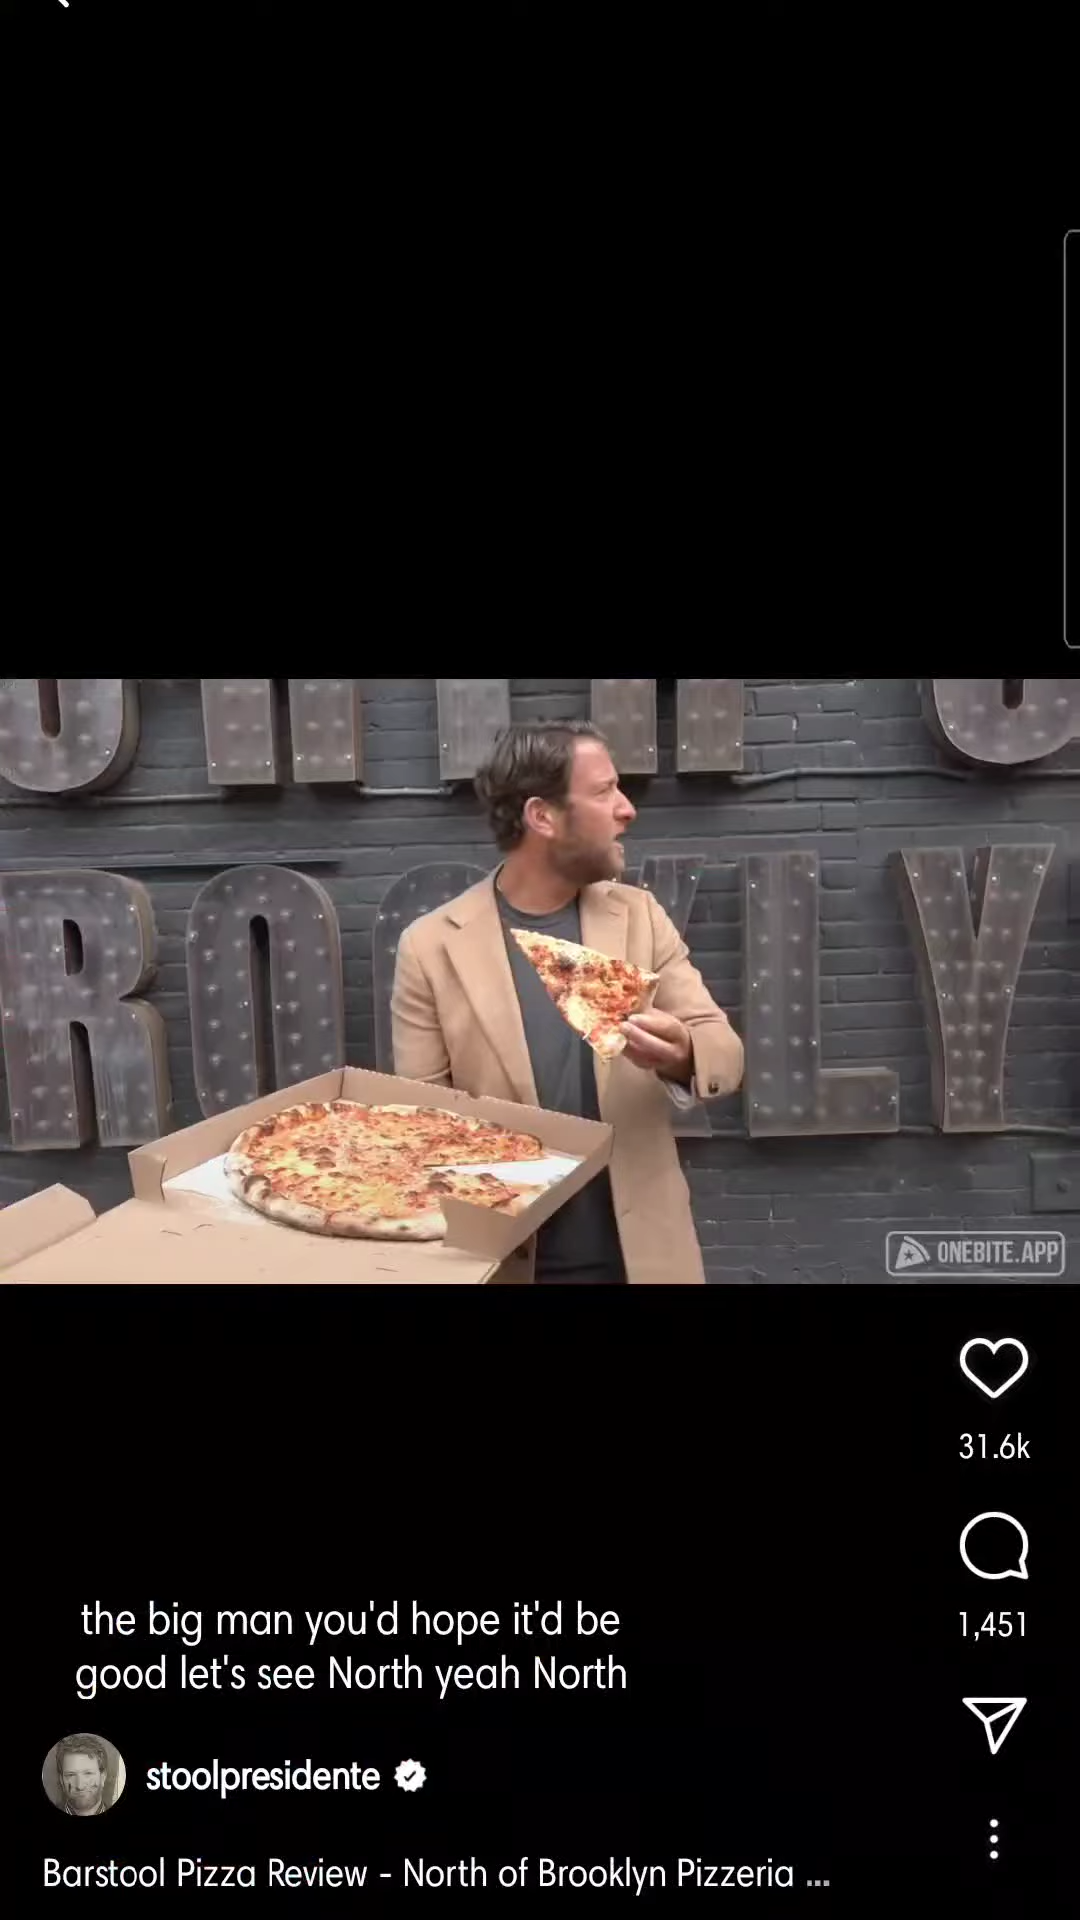 ROOKLY
ONEBITE.APP
31.6k
1,451
the big man you'd hope it'd be
good let's see North yeah North
stoolpresidente
Barstool Pizza Review - North of Brooklyn Pizzeria ...